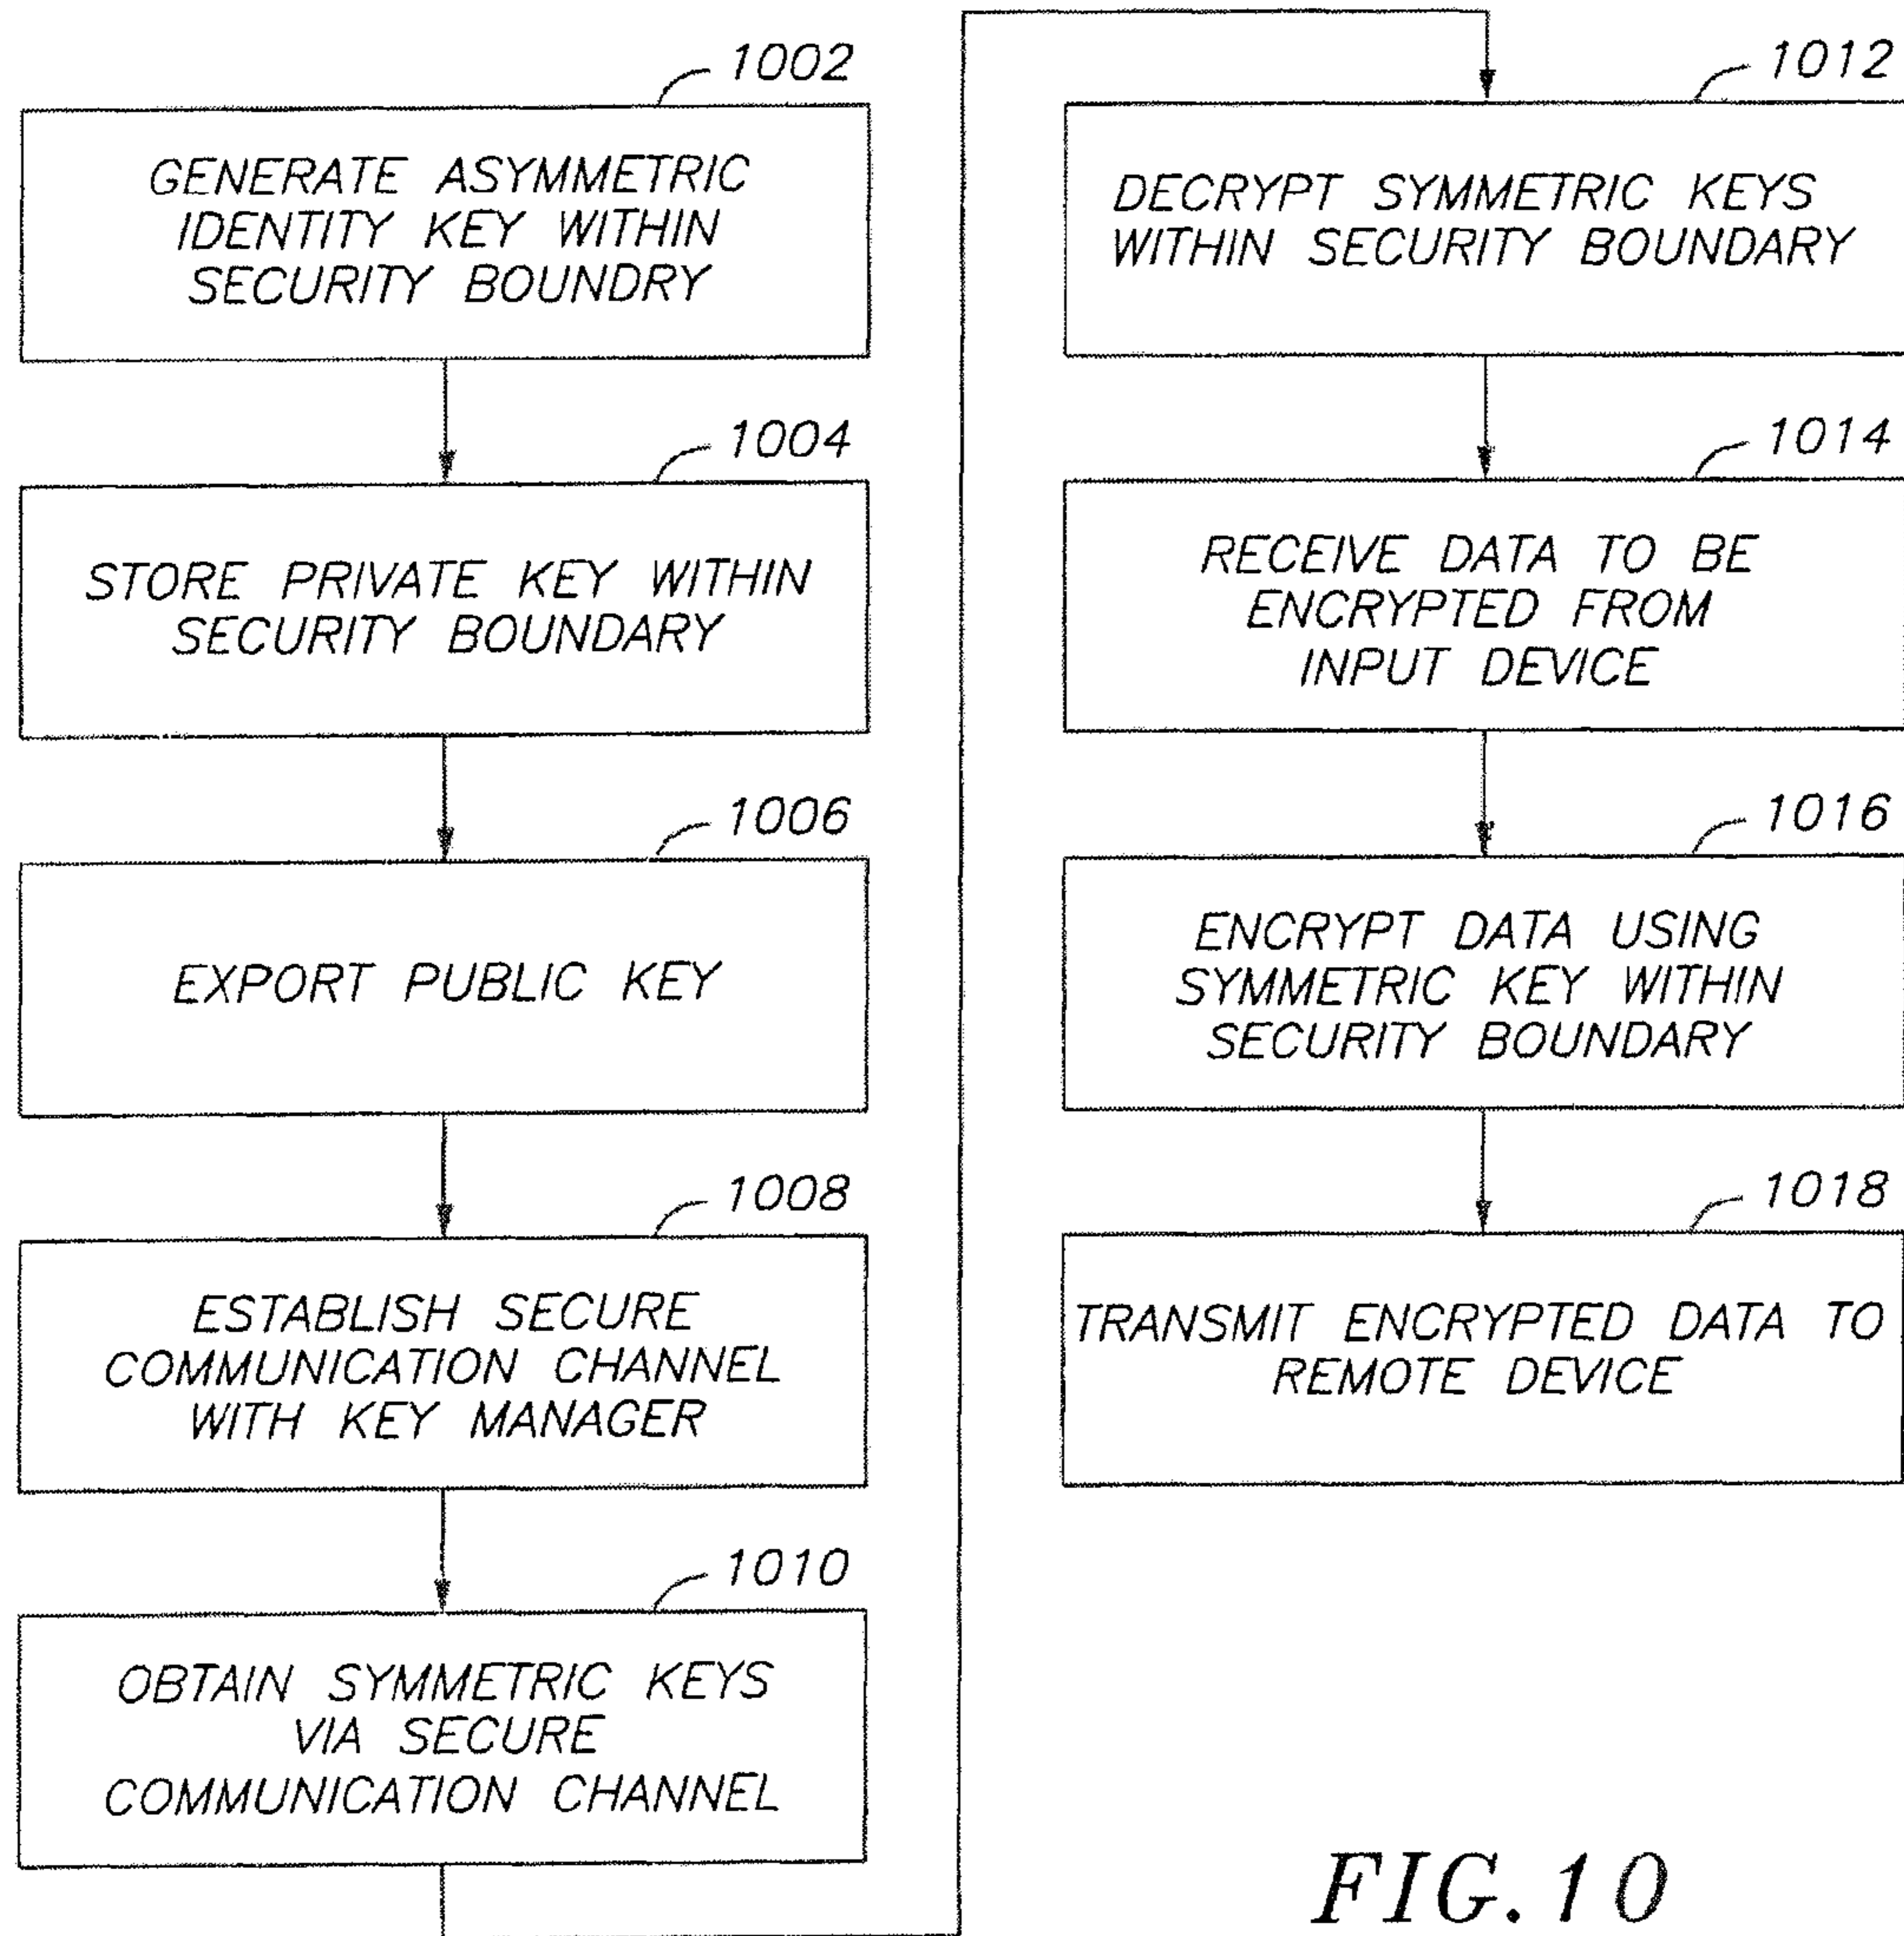 1002
GENERATE ASYMMETRIC
IDENTITY KEY WITHIN
SECURITY BOUNDRY
1004
STORE PRIVATE KEY WITHIN
SECURITY BOUNDARY
1006
EXPORT PUBLIC KEY
1008
ESTABLISH SECURE
COMMUNICATION CHANNEL
WITH KEY MANAGER
1010
OBTAIN SYMMETRIC KEYS
VIA SECURE
COMMUNICATION CHANNEL
1012
DECRYPT SYMMETRIC KEYS
WITHIN SECURITY BOUNDARY
1014
RECEIVE DATA TO BE
ENCRYPTED FROM
INPUT DEVICE
1016
ENCRYPT DATA USING
SYMMETRIC KEY WITHIN
SECURITY BOUNDARY
1018
TRANSMIT ENCRYPTED DATA TO
REMOTE DEVICE
FIG.10